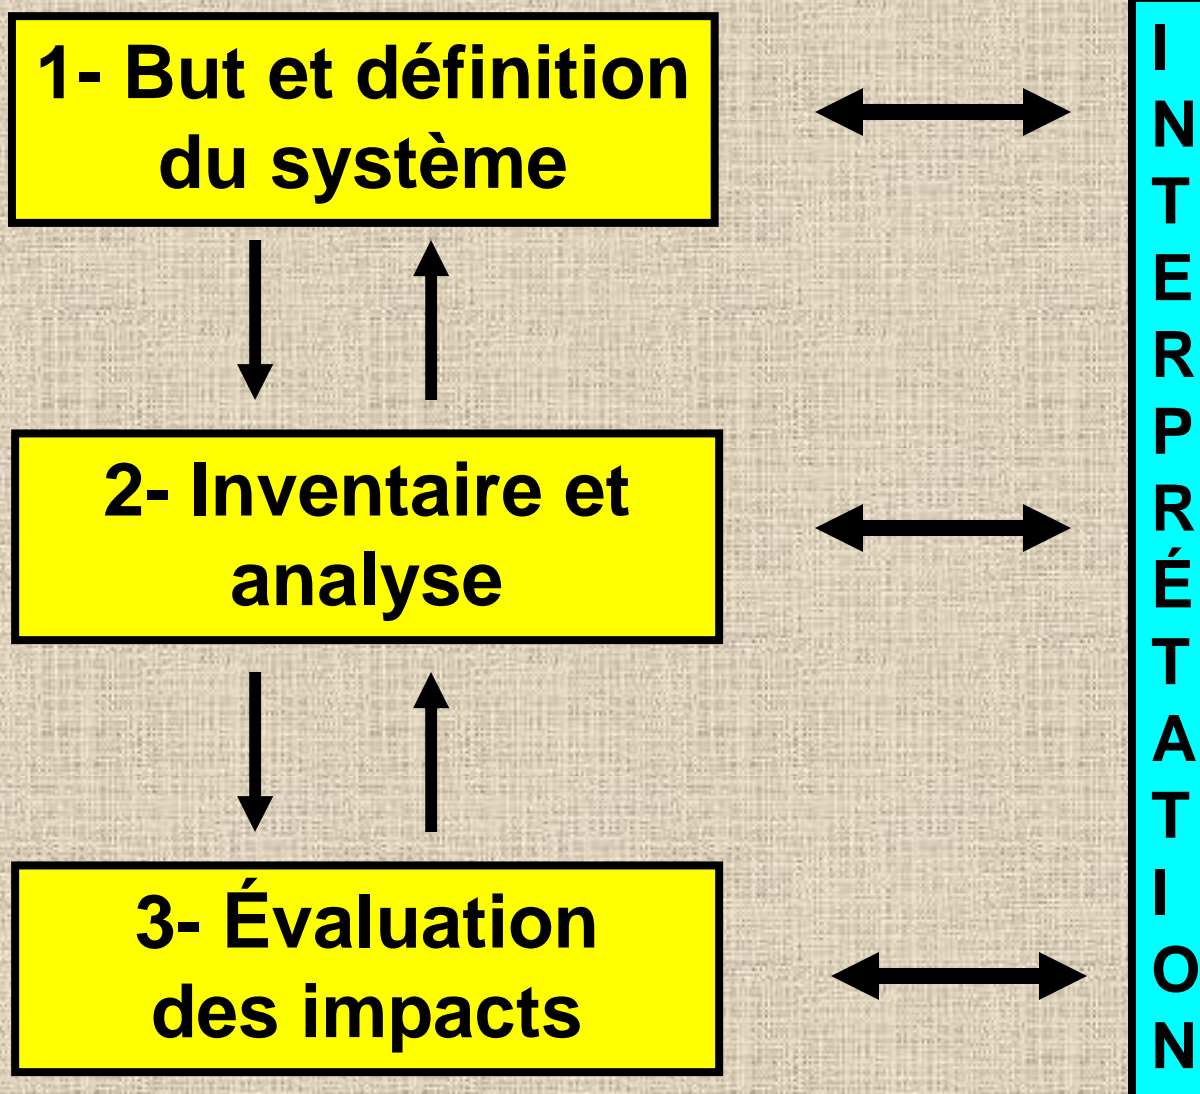 1- But et définition
du système
2- Inventaire et
analyse
3- Évaluation
des impacts
I
N
T
E
R
P
R
É
T
A
T
I
O
N